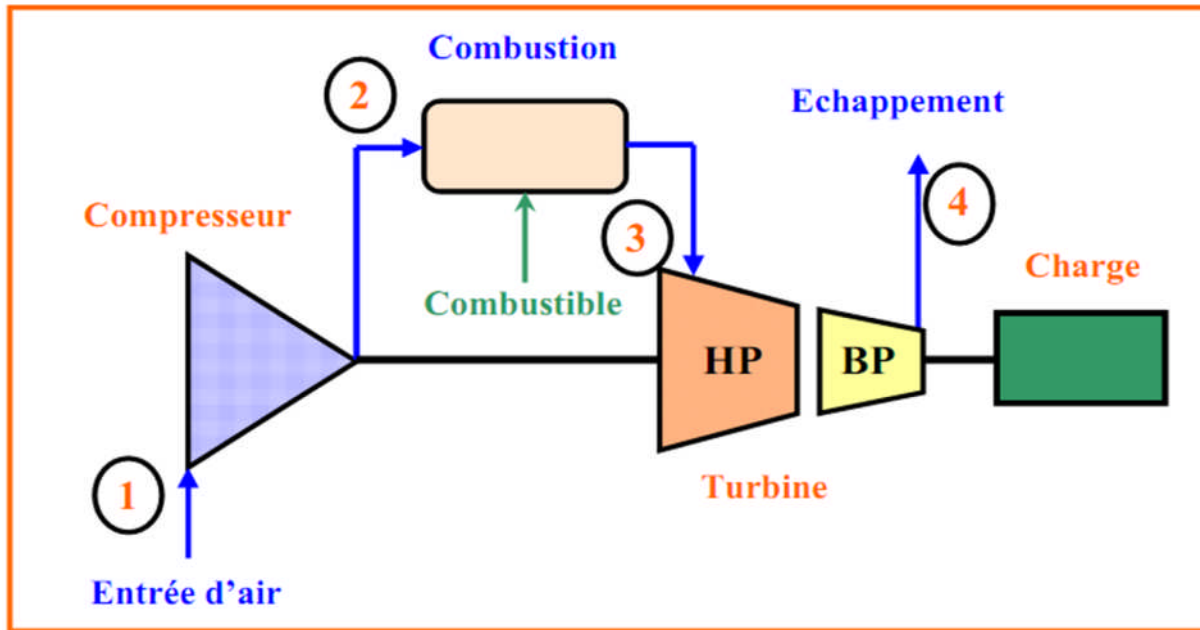 Combustion
2
Echappement
4
Compresseur
3
Charge
Combustible
HP
BP
1
Turbine
Entrée d’air